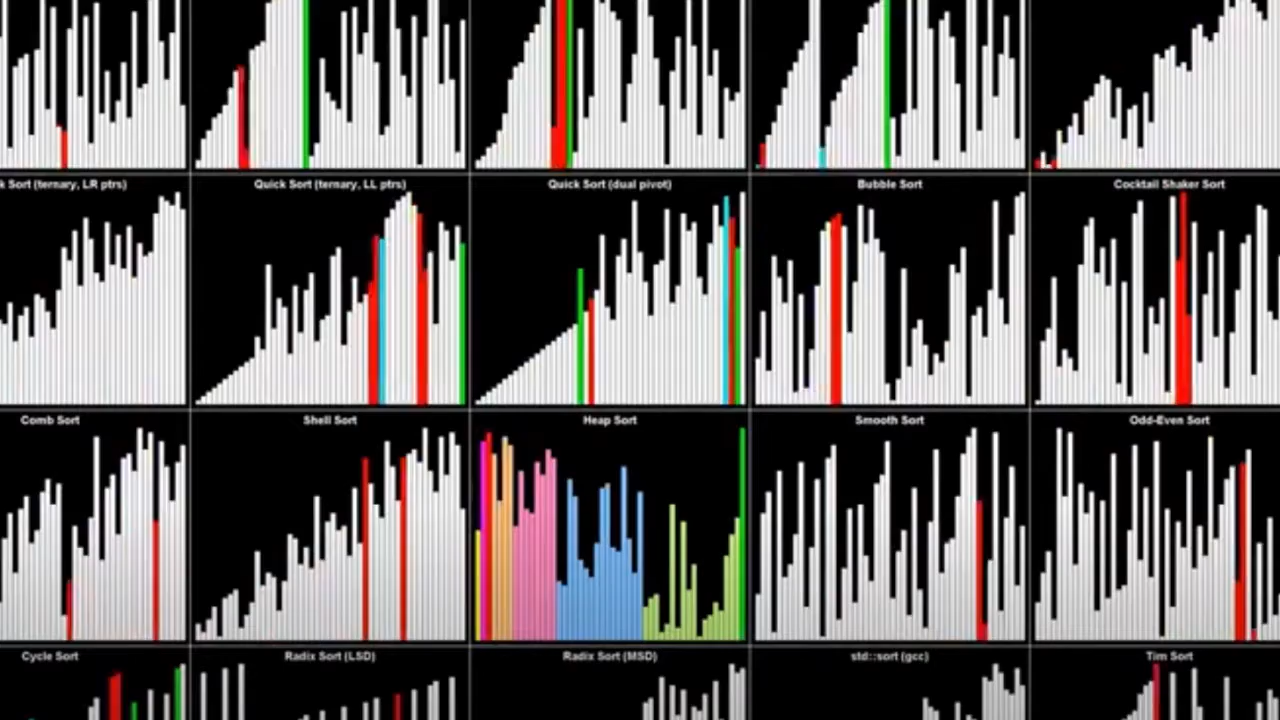 k Sort (ternary, LR ptrs)
Quick Sort (ternary, LL ptrs)
Quick Sort (dual pivot)
Bubble Sort
Cocktail Shaker Sort
Comb Sort
Shell Sort
Heap Sort
Smooth Sort
Odd-Even Sort
Cycle Sort
Radix Sort (LSD)
Radix Sort (MSD)
std::sort (gcc)
Tim Sort